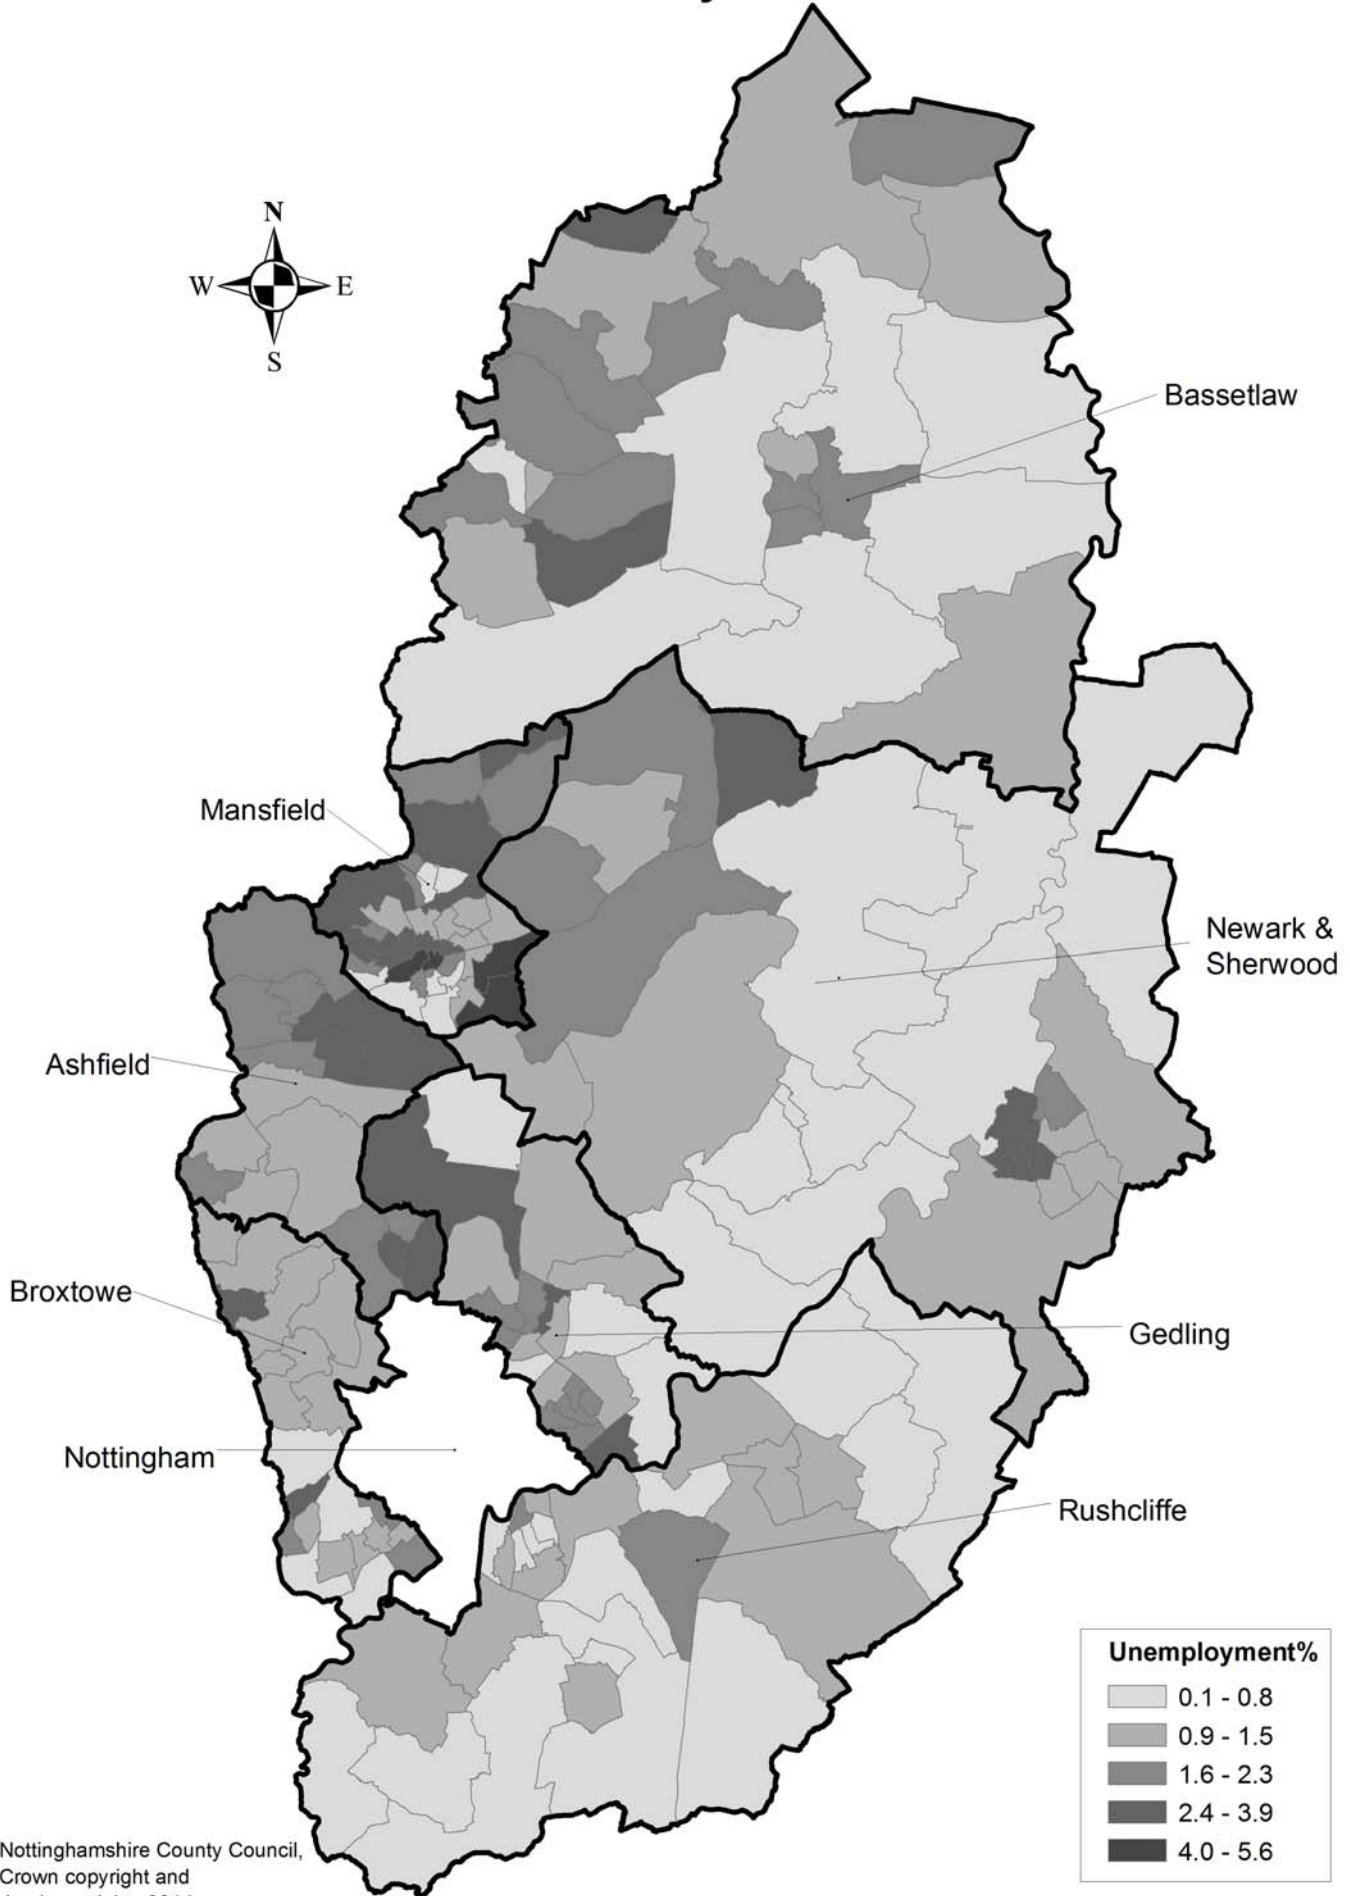 N
W E
S
Bassetlaw
Mansfield
Newark &
Sherwood
Ashfield
Broxtowe
Gedling
Nottingham
Rushcliffe
Unemployment%
0.1 - 0.8
0.9 - 1.5
1.6 - 2.3
2.4 - 3.9
4.0 - 5.6
Nottinghamshire County Council,
Crown copyright and